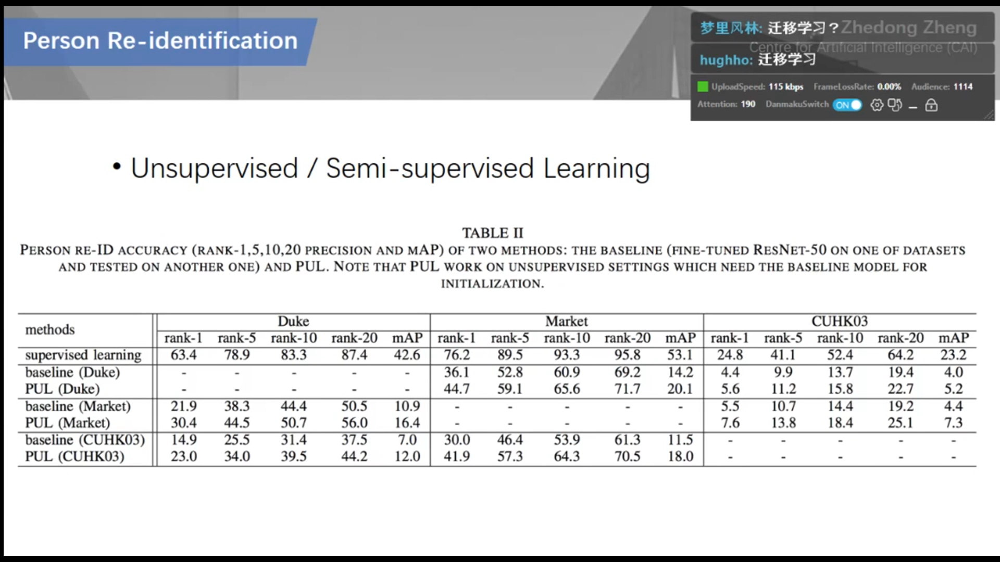 Person Re-identification
梦里风林: 迁移学习？
Zhedong Zheng
Centre for Artificial Intelligence (CAI)
hughho: 迁移学习
UploadSpeed: 115 kbps FrameLossRate: 0.00% Audience: 1114
Attention: 190 DanmakuSwitch ON
• Unsupervised / Semi-supervised Learning
TABLE II
PERSON RE-ID ACCURACY (RANK-1,5,10,20 PRECISION AND MAP) OF TWO METHODS: THE BASELINE (FINE-TUNED RESNET-50 ON ONE OF DATASETS
AND TESTED ON ANOTHER ONE) AND PUL. NOTE THAT PUL WORK ON UNSUPERVISED SETTINGS WHICH NEED THE BASELINE MODEL FOR
INITIALIZATION.
methods Duke Market CUHK03
rank-1 rank-5 rank-10 rank-20 mAP rank-1 rank-5 rank-10 rank-20 mAP rank-1 rank-5 rank-10 rank-20 mAP
supervised learning 63.4 78.9 83.3 87.4 42.6 76.2 89.5 93.3 95.8 53.1 24.8 41.1 52.4 64.2 23.2
baseline (Duke) - - - - - 36.1 52.8 60.9 69.2 14.2 4.4 9.9 13.7 19.4 4.0
PUL (Duke) - - - - - 44.7 59.1 65.6 71.7 20.1 5.6 11.2 15.8 22.7 5.2
baseline (Market) 21.9 38.3 44.4 50.5 10.9 - - - - - 5.5 10.7 14.4 19.2 4.4
PUL (Market) 30.4 44.5 50.7 56.0 16.4 - - - - - 7.6 13.8 18.4 25.1 7.3
baseline (CUHK03) 14.9 25.5 31.4 37.5 7.0 30.0 46.4 53.9 61.3 11.5 - - - - -
PUL (CUHK03) 23.0 34.0 39.5 44.2 12.0 41.9 57.3 64.3 70.5 18.0 - - - - -